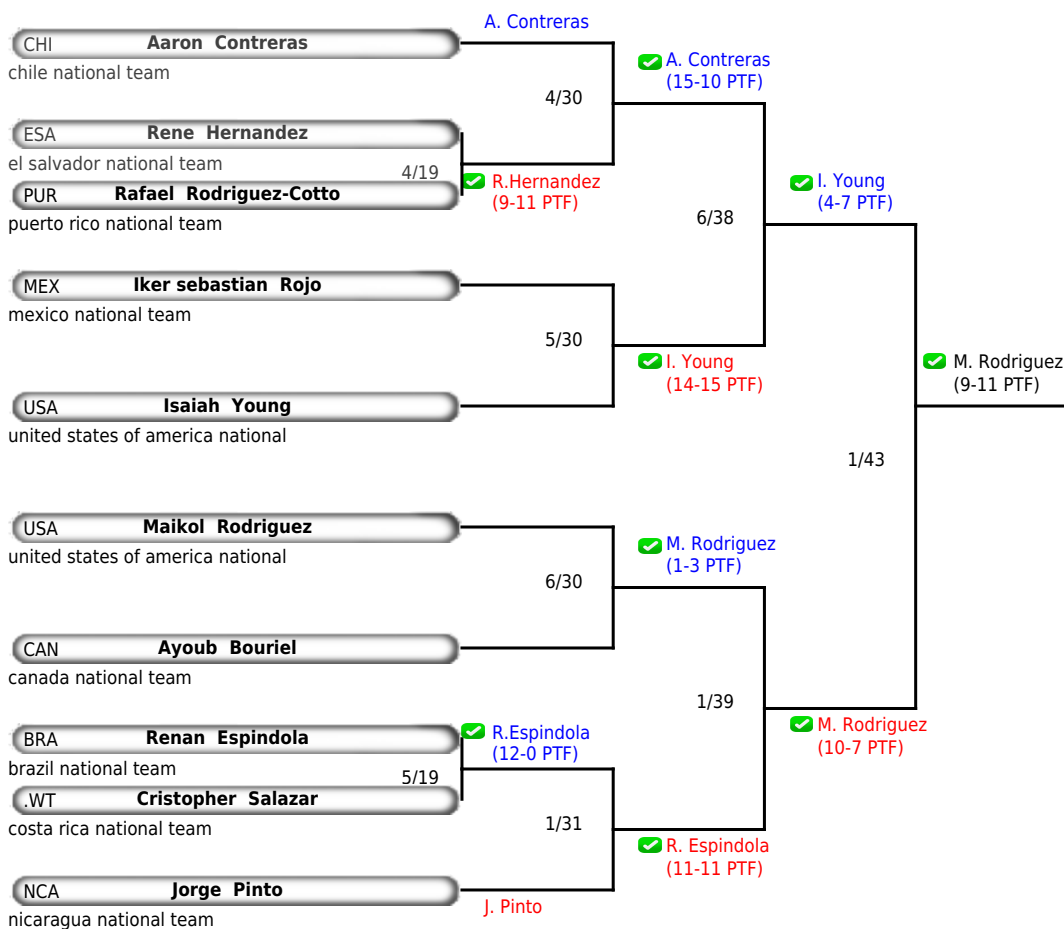 A. Contreras
CHI Aaron Contreras
chile national team
A. Contreras
(15-10 PTF)
4/30
ESA Rene Hernandez
el salvador national team
4/19
R.Hernandez
(9-11 PTF)
PUR Rafael Rodriguez-Cotto
puerto rico national team
I. Young
(4-7 PTF)
6/38
MEX Iker sebastian Rojo
mexico national team
5/30
I. Young
(14-15 PTF)
M. Rodriguez
(9-11 PTF)
USA Isaiah Young
united states of america national
1/43
USA Maikol Rodriguez
united states of america national
M. Rodriguez
(1-3 PTF)
6/30
CAN Ayoub Bouriel
canada national team
1/39
M. Rodriguez
(10-7 PTF)
BRA Renan Espindola
brazil national team
R.Espindola
(12-0 PTF)
5/19
.WT Cristopher Salazar
costa rica national team
1/31
R. Espindola
(11-11 PTF)
NCA Jorge Pinto
nicaragua national team
J. Pinto